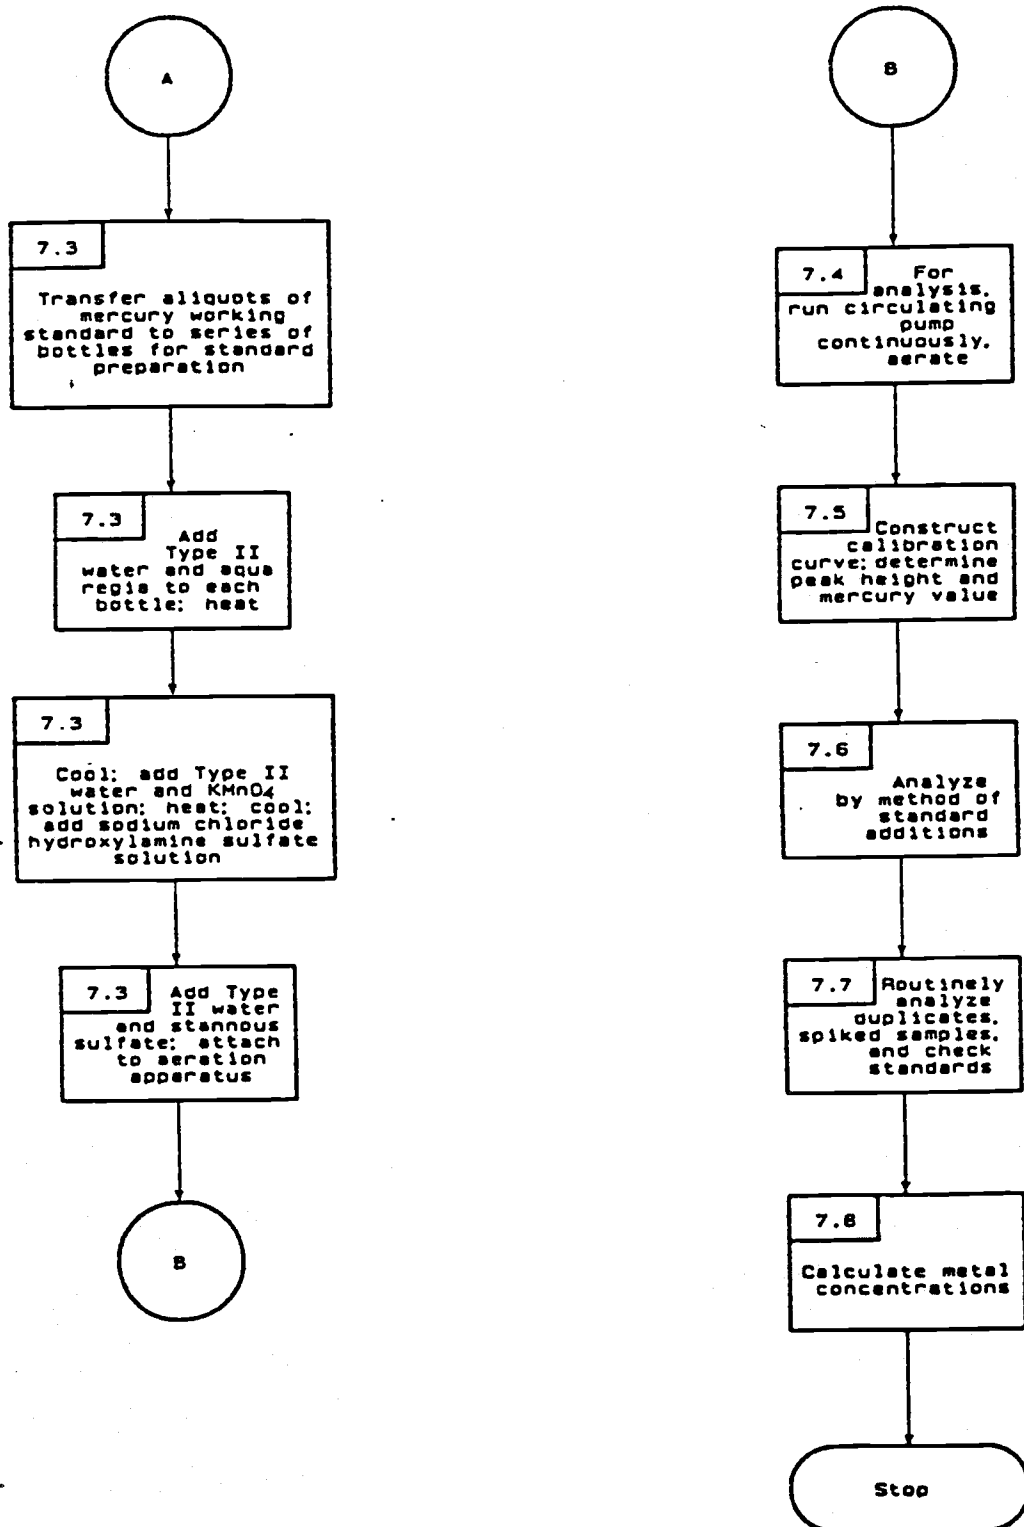 A
7.3
Transfer aliquots of
mercury working
standard to series of
bottles for standard
preparation
7.3
Add
Type II
water and aqua
regia to each
bottle; heat
7.3
Cool; add Type II
water and KMnO4
solution; heat; cool;
add sodium chloride
hydroxylamine sulfate
solution
7.3
Add Type
II water
and stannous
sulfate; attach
to aeration
apparatus
B
B
7.4
For
analysis,
run circulating
pump
continuously,
aerate
7.5
Construct
calibration
curve; determine
peak height and
mercury value
7.6
Analyze
by method of
standard
additions
7.7
Routinely
analyze
duplicates,
spiked samples,
and check
standards
7.8
Calculate metal
concentrations
Stop